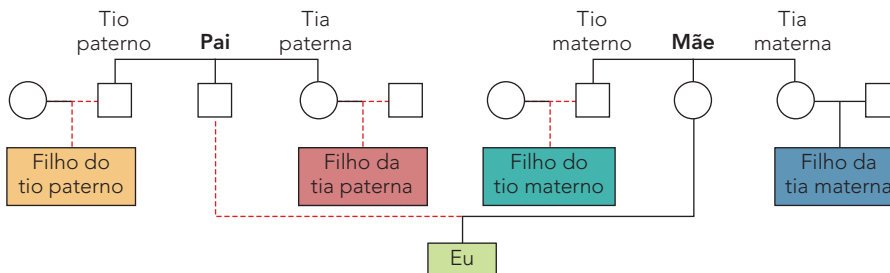 Tio
paterno
Pai
Tia
paterna
Tio
materno
Mãe
Tia
materna
Filho do
tio paterno
Filho da
tia paterna
Filho do
tio materno
Filho da
tia materna
Eu